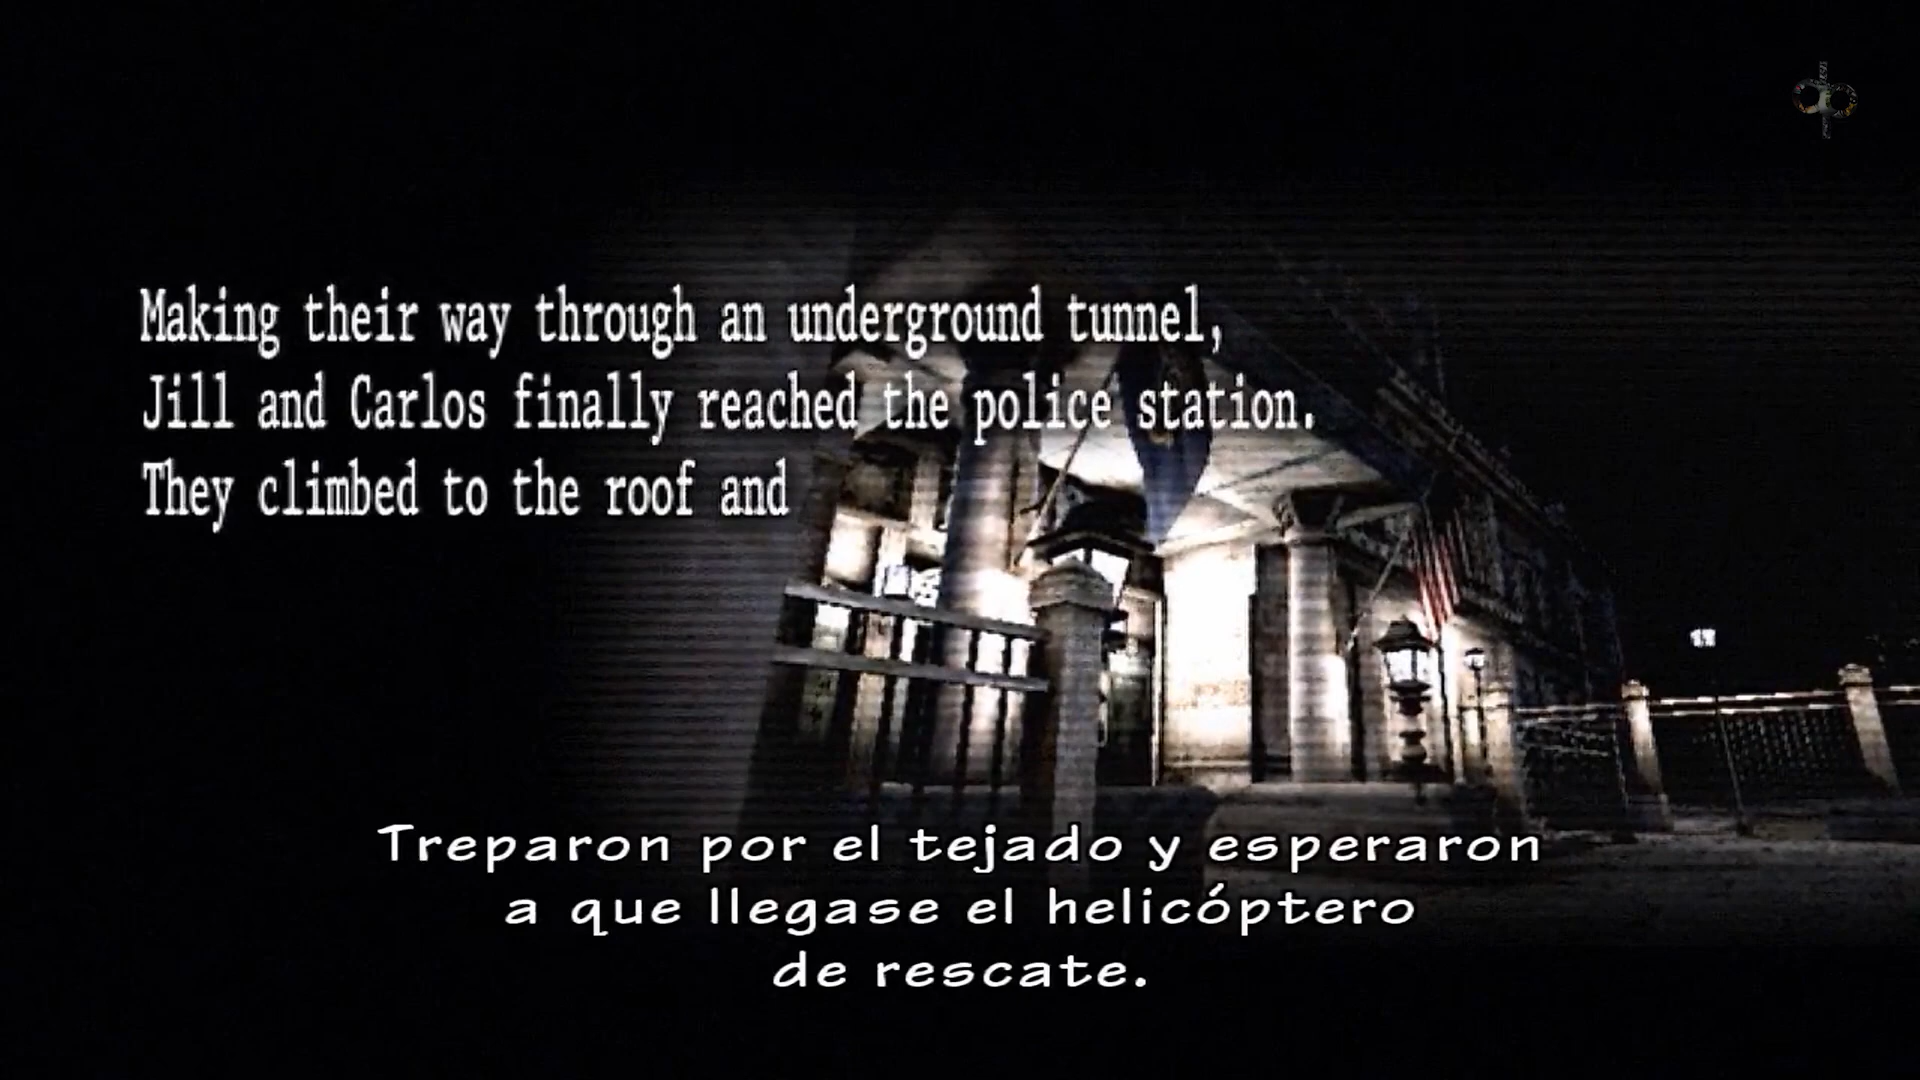 Making their way through an underground tunnel,
Jill and Carlos finally reached the police station.
They climbed to the roof and
Treparon por el tejado y esperaron
a que llegase el helicóptero
de rescate.